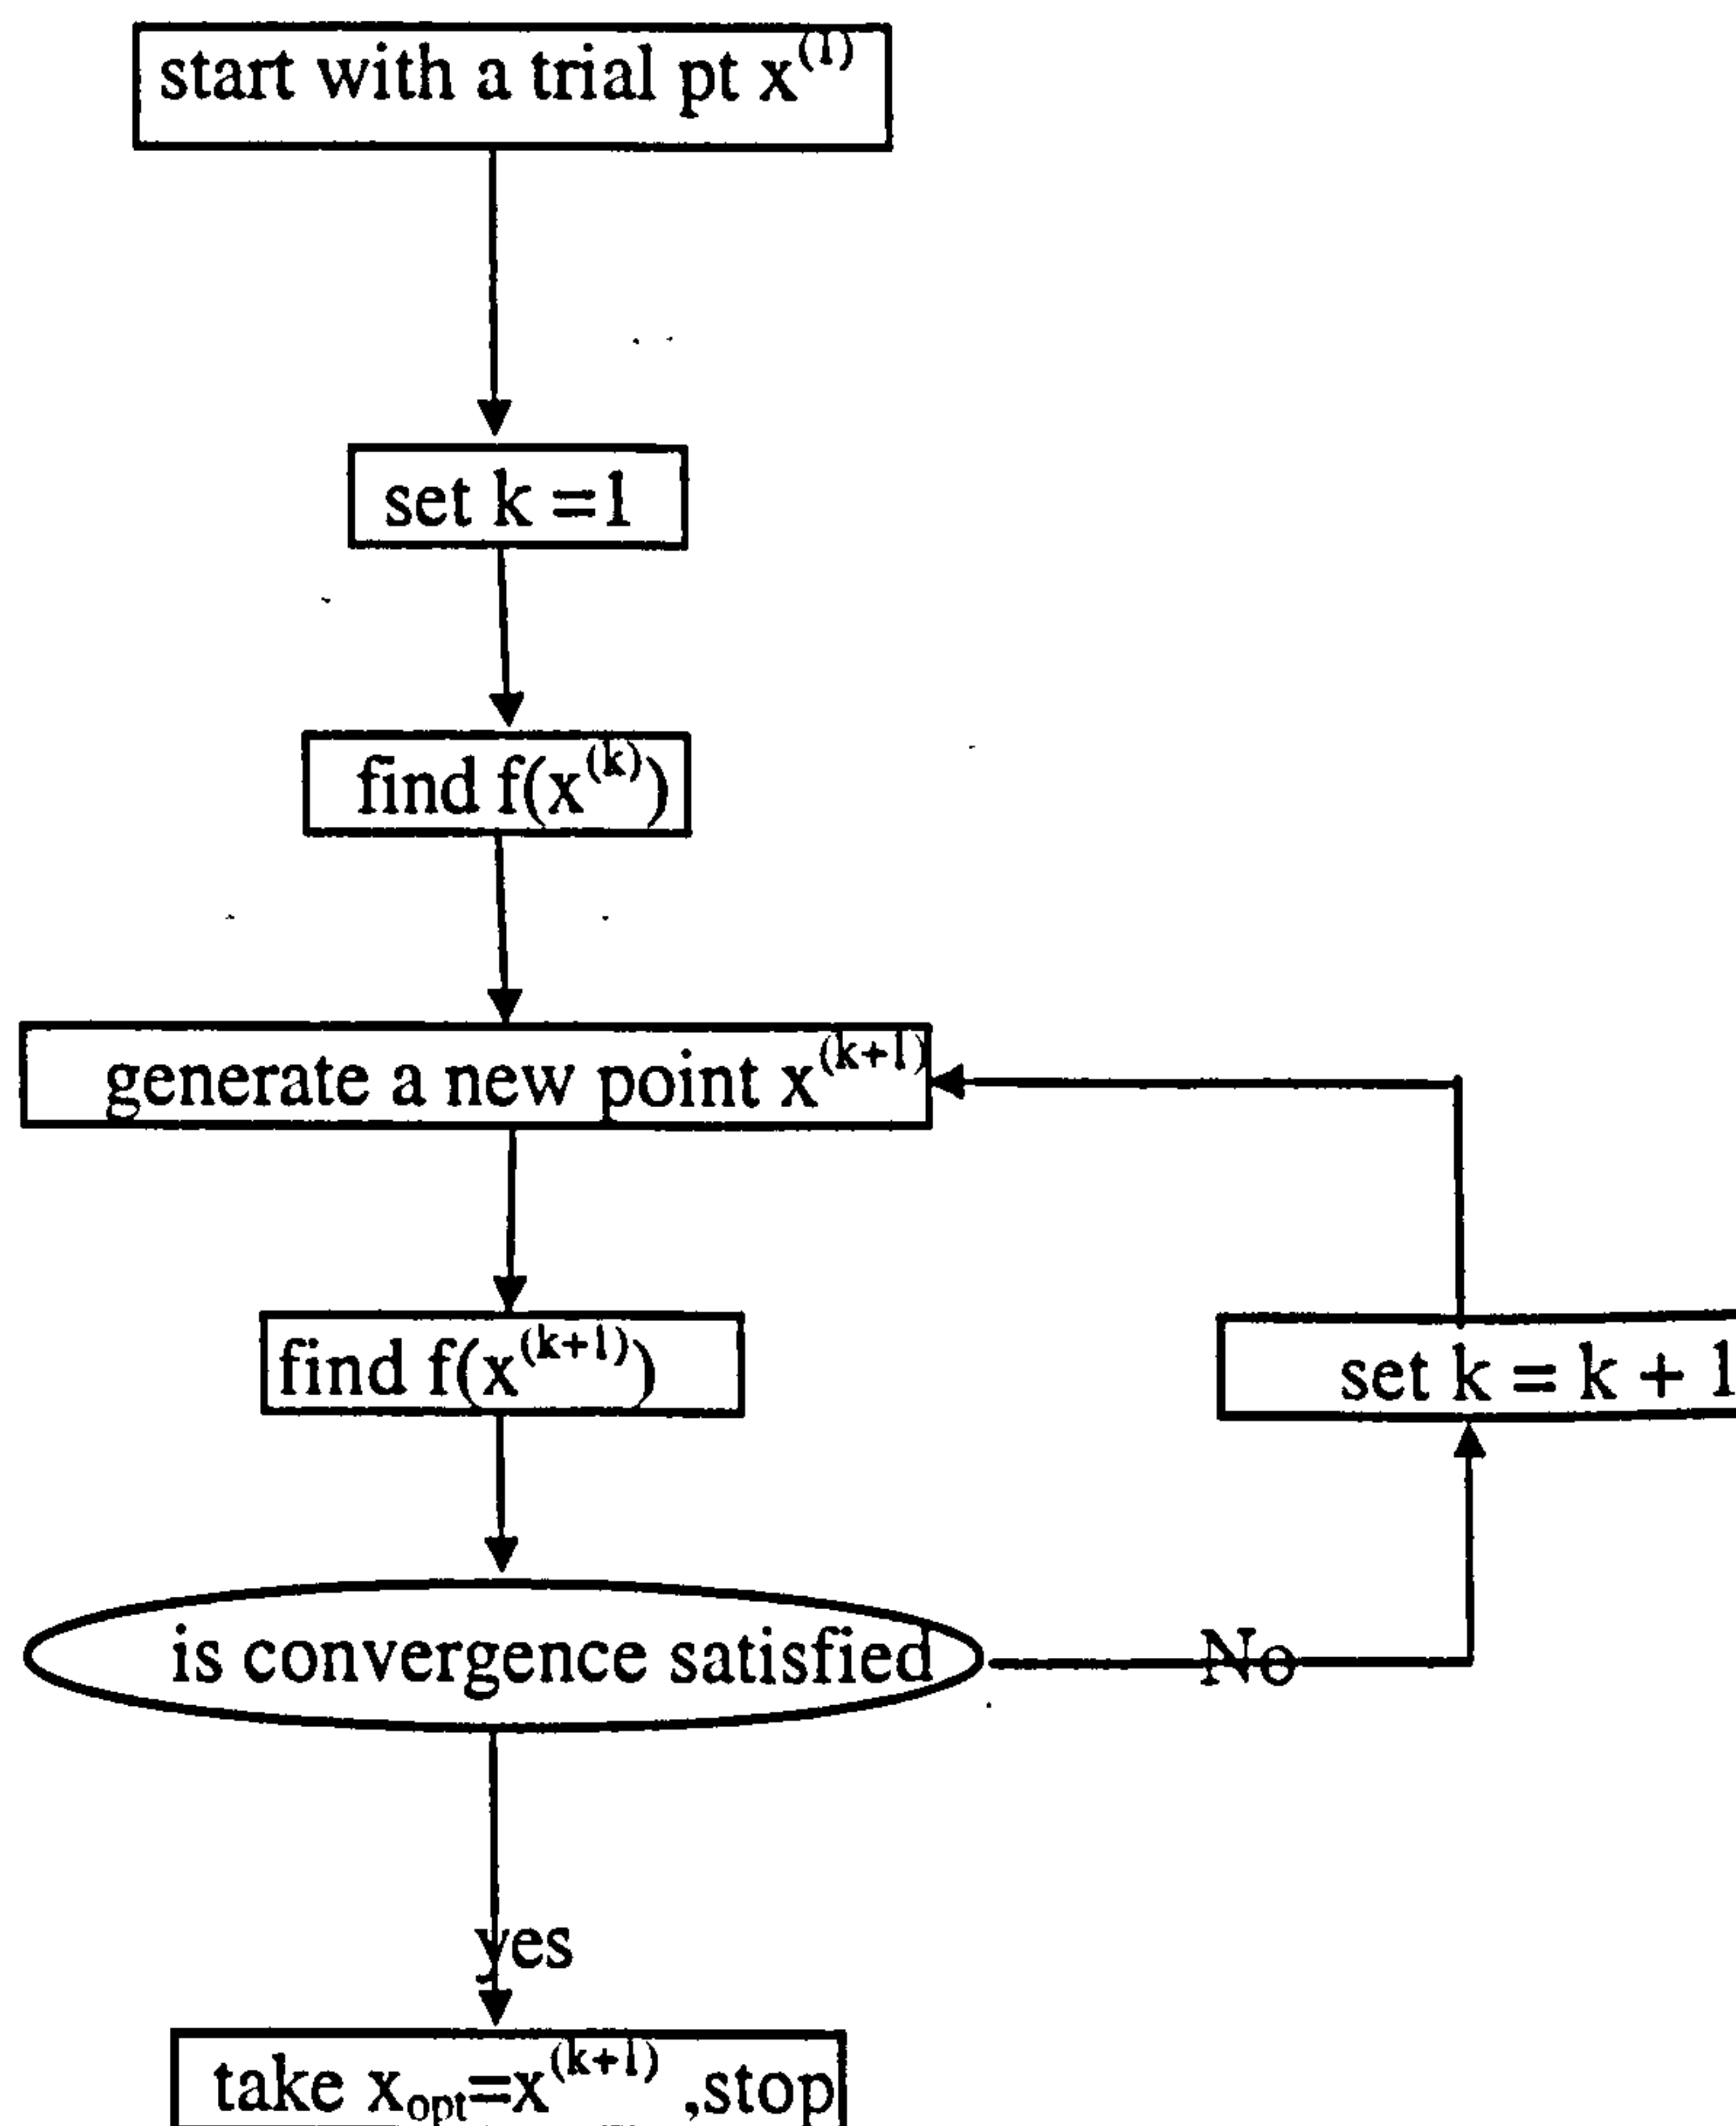 start with a trial pt x^(1)
set k =1
find f(x^(k))
generate a new point x^(k+1)
find f(x^(k+1))
set k = k + 1
is convergence satisfied
No
yes
take x_opt=x^(k+1) ,stop